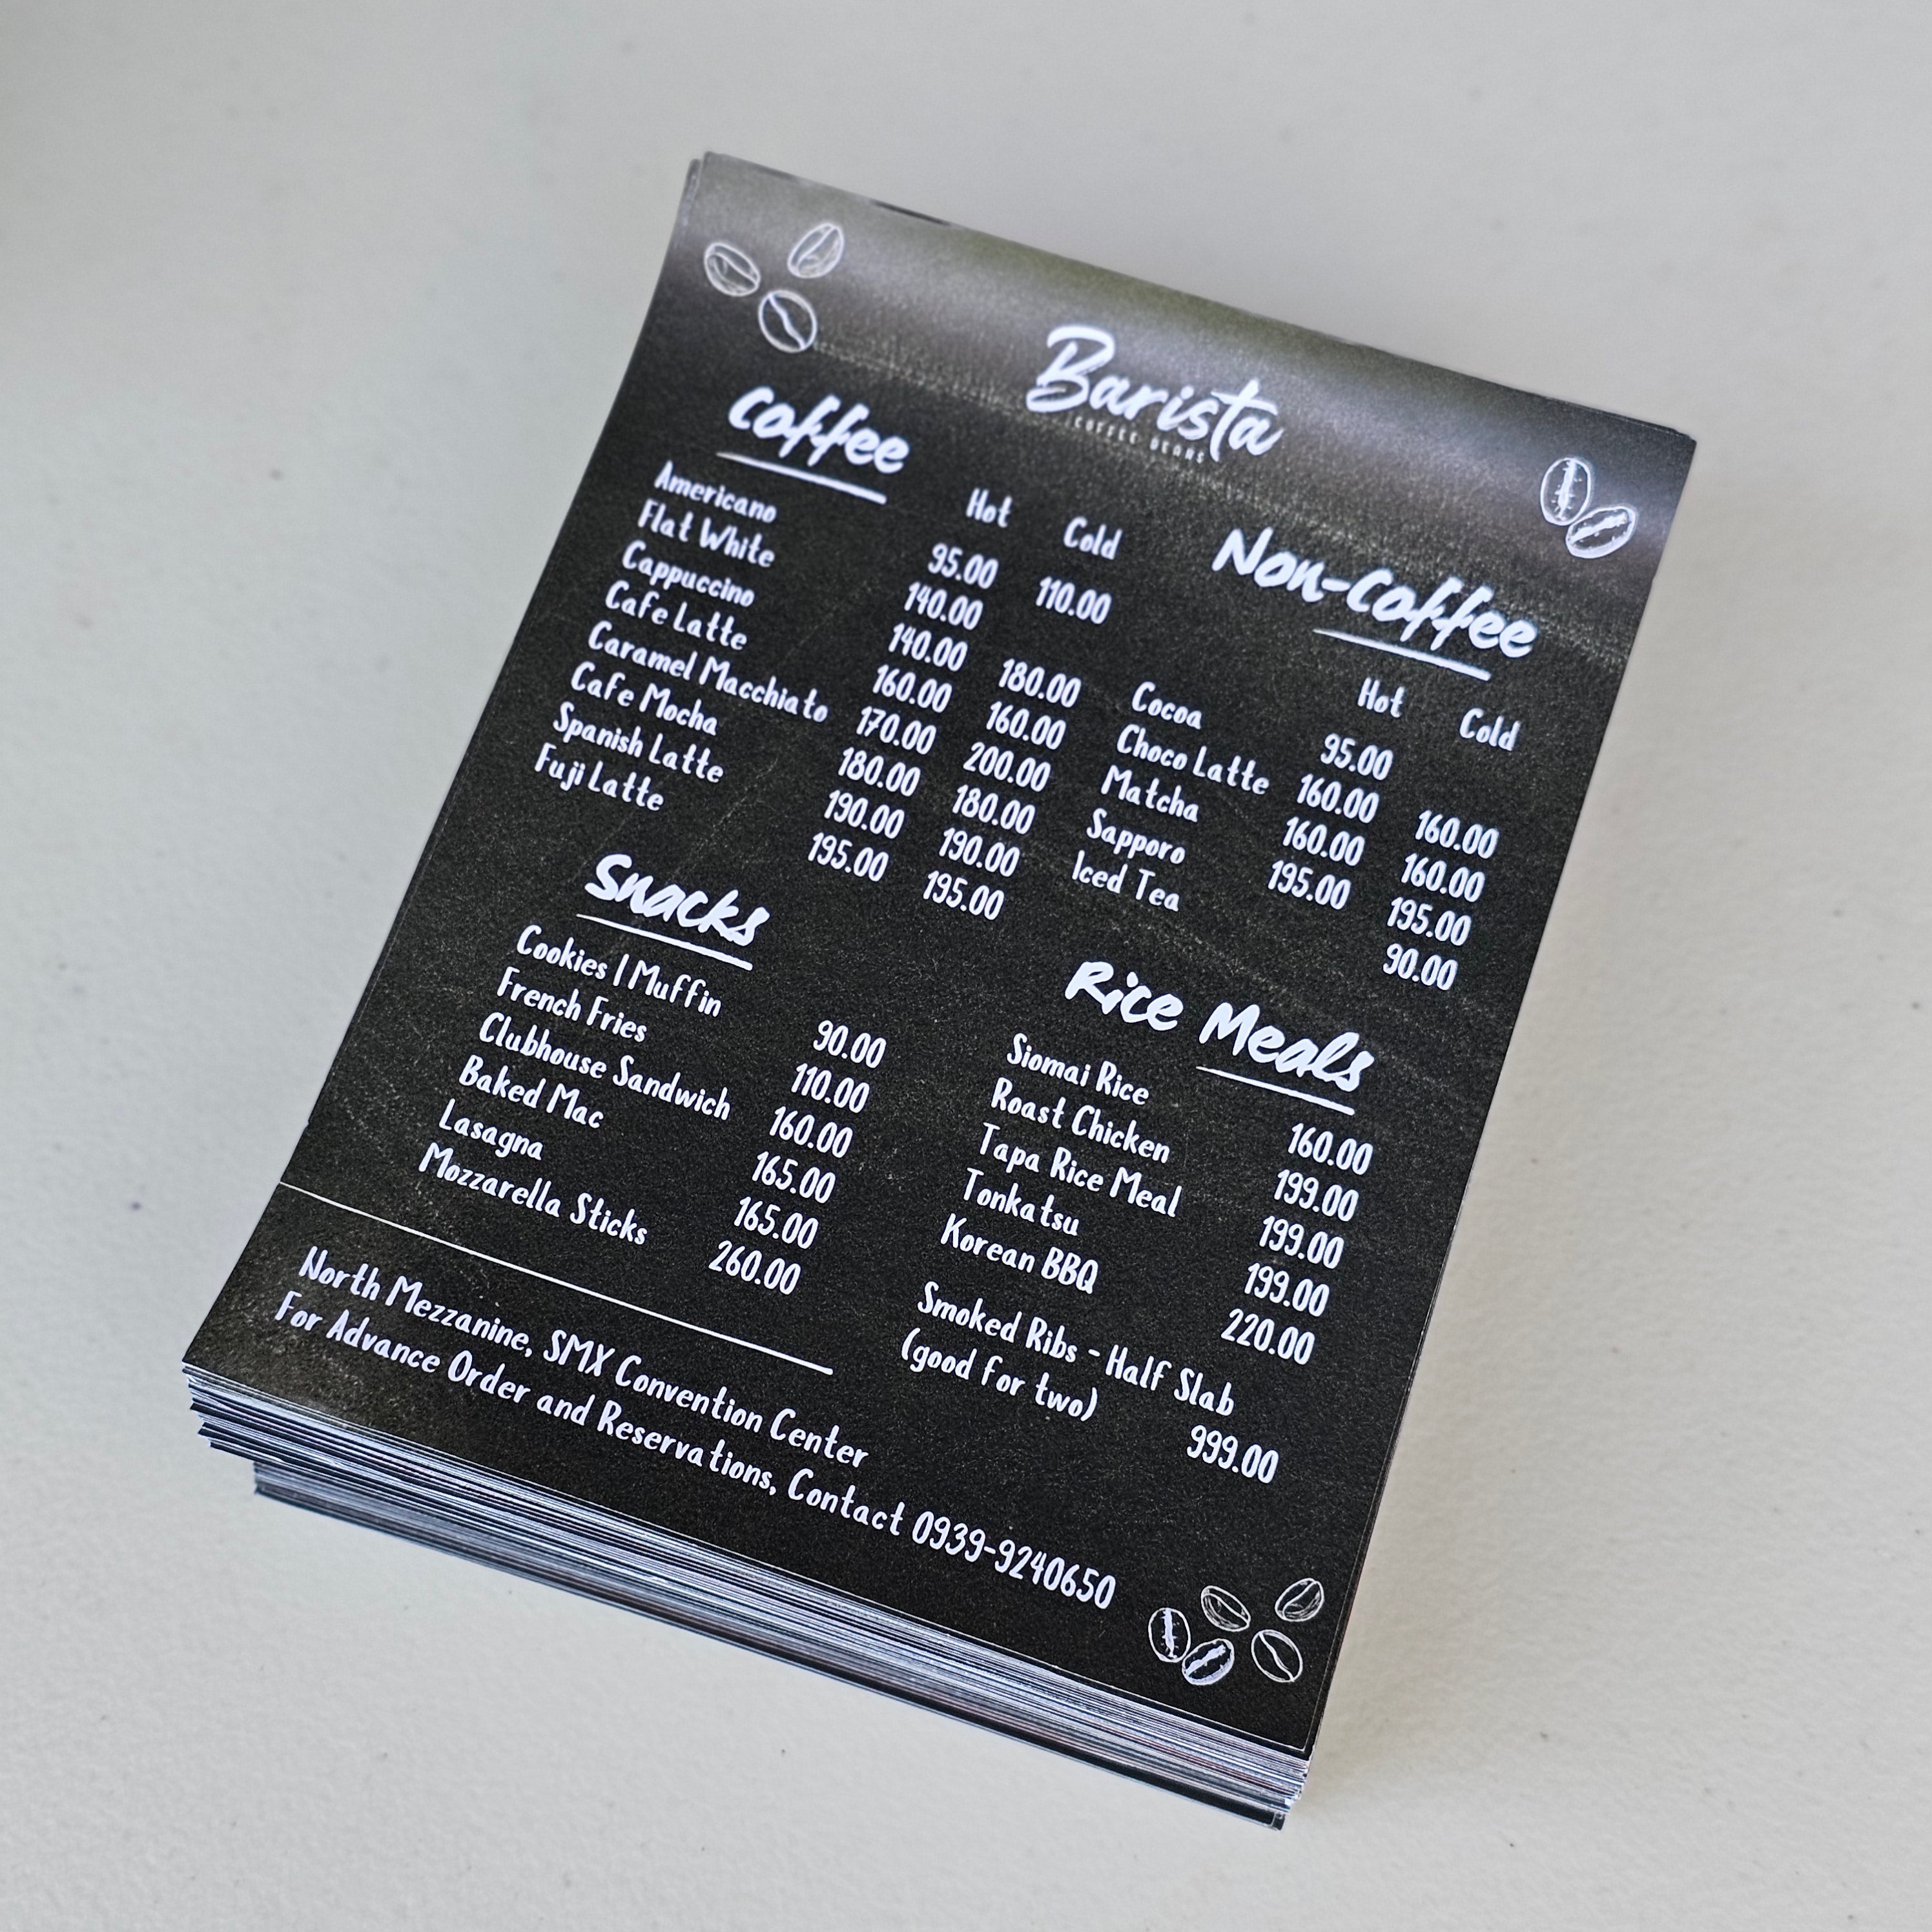 Barista
COFFEE BEANS
Coffee
Hot Cold
Americano 95.00 110.00
Flat White 140.00
Cappuccino 140.00 180.00
Cafe Latte 160.00 160.00
Caramel Macchiato 170.00 200.00
Cafe Mocha 180.00 180.00
Spanish Latte 190.00 190.00
Fuji Latte 195.00 195.00
Non-Coffee
Hot Cold
Cocoa 95.00
Choco Latte 160.00 160.00
Matcha 160.00 160.00
Sapporo 195.00 195.00
Iced Tea 90.00
Snacks
Cookies | Muffin 90.00
French Fries 110.00
Clubhouse Sandwich 160.00
Baked Mac 165.00
Lasagna 165.00
Mozzarella Sticks 260.00
Rice Meals
Siomai Rice 160.00
Roast Chicken 199.00
Tapa Rice Meal 199.00
Tonkatsu 199.00
Korean BBQ 220.00
Smoked Ribs - Half Slab
(good for two) 999.00
North Mezzanine, SMX Convention Center
For Advance Order and Reservations, Contact 0939-9240650